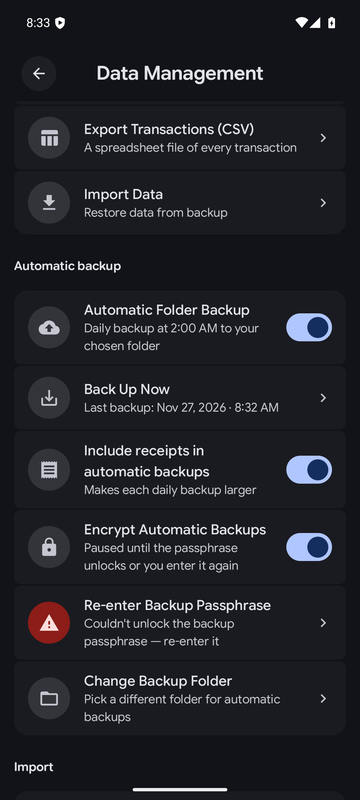 8:33
Data Management
Export Transactions (CSV)
A spreadsheet file of every transaction
Import Data
Restore data from backup
Automatic backup
Automatic Folder Backup
Daily backup at 2:00 AM to your
chosen folder
Back Up Now
Last backup: Nov 27, 2026 · 8:32 AM
Include receipts in
automatic backups
Makes each daily backup larger
Encrypt Automatic Backups
Paused until the passphrase
unlocks or you enter it again
Re-enter Backup Passphrase
Couldn't unlock the backup
passphrase — re-enter it
Change Backup Folder
Pick a different folder for automatic
backups
Import